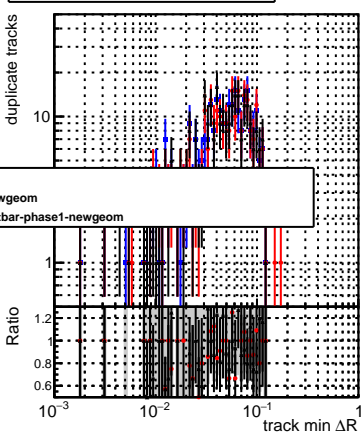 duplicate tracks
10
wgeom
tbar-phase1-newgeom
1
Ratio
1.2
1
0.8
0.6
10⁻³
10⁻²
10⁻¹
1
track min ΔR